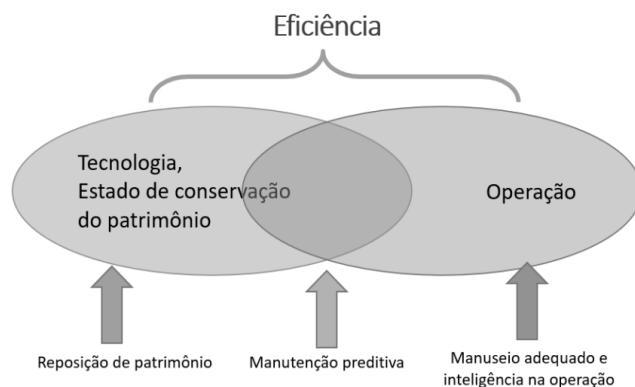 Eficiência
Tecnologia,
Estado de conservação
do patrimônio
Operação
Reposição de patrimônio
Manutenção preditiva
Manuseio adequado e
inteligência na operação